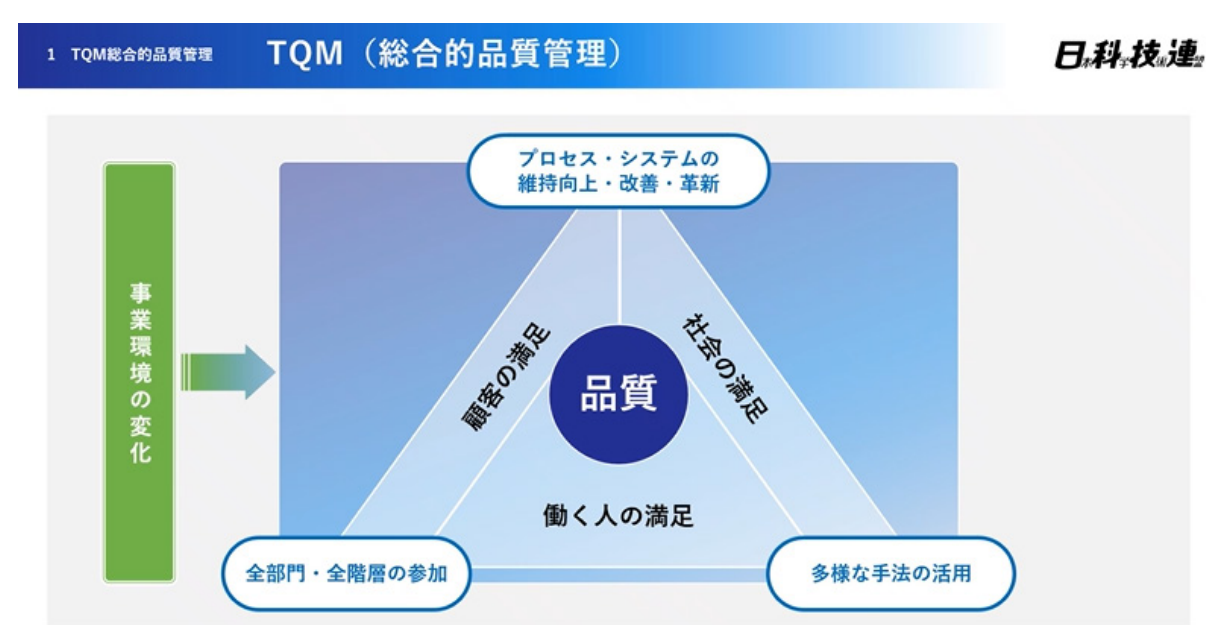 1 TQM総合的品質管理
TQM（総合的品質管理）
日本科学技術連盟
プロセス・システムの
維持向上・改善・革新
事業環境の変化
顧客の満足
社会の満足
品質
働く人の満足
全部門・全階層の参加
多様な手法の活用